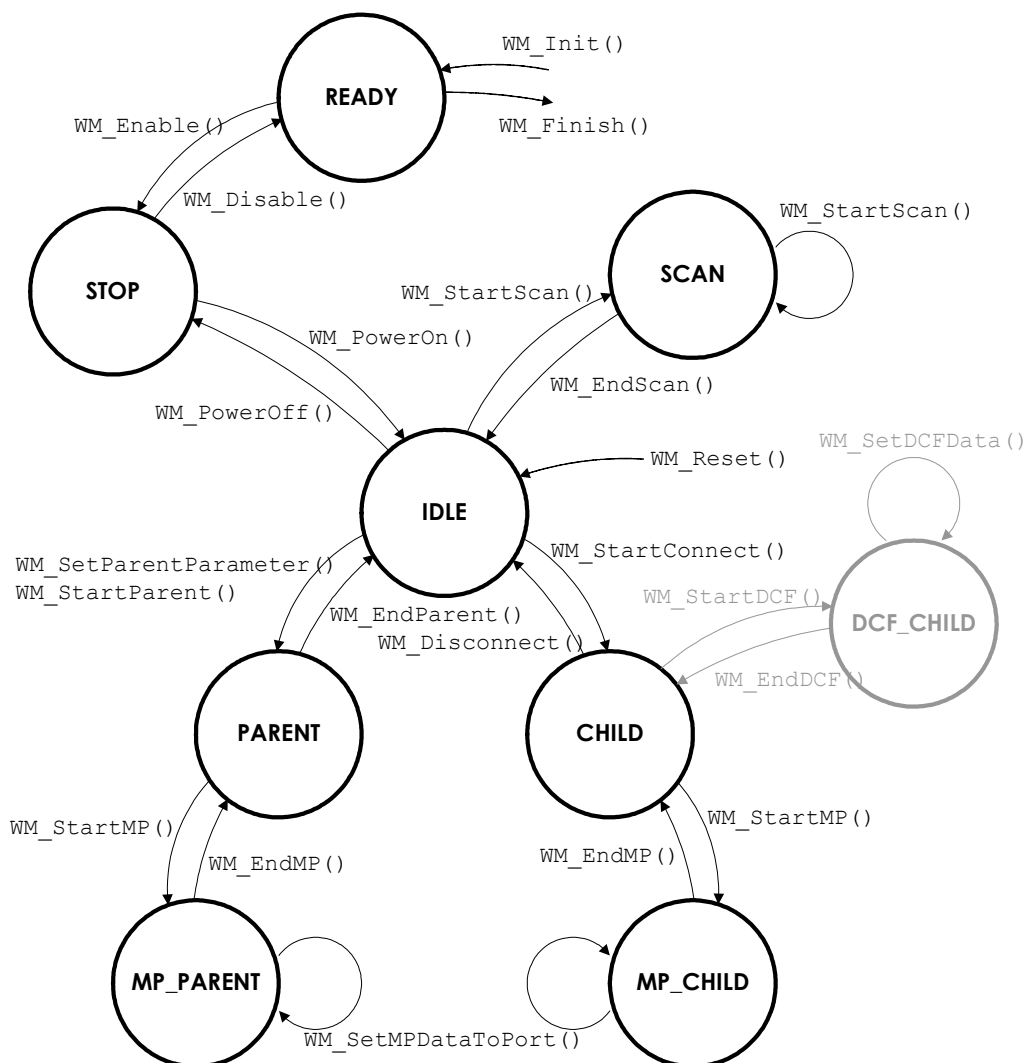 WM_Init()
READY
WM_Enable()
WM_Finish()
WM_Disable()
WM_StartScan()
SCAN
STOP
WM_StartScan()
WM_PowerOn()
WM_EndScan()
WM_PowerOff()
WM_SetDCFData()
WM_Reset()
IDLE
WM_SetParentParameter()
WM_StartParent()
WM_StartConnect()
WM_StartDCF()
WM_EndParent()
WM_Disconnect()
DCF_CHILD
WM_EndDCF()
PARENT
CHILD
WM_StartMP()
WM_EndMP()
WM_EndMP()
WM_StartMP()
MP_PARENT
MP_CHILD
WM_SetMPDataToPort()